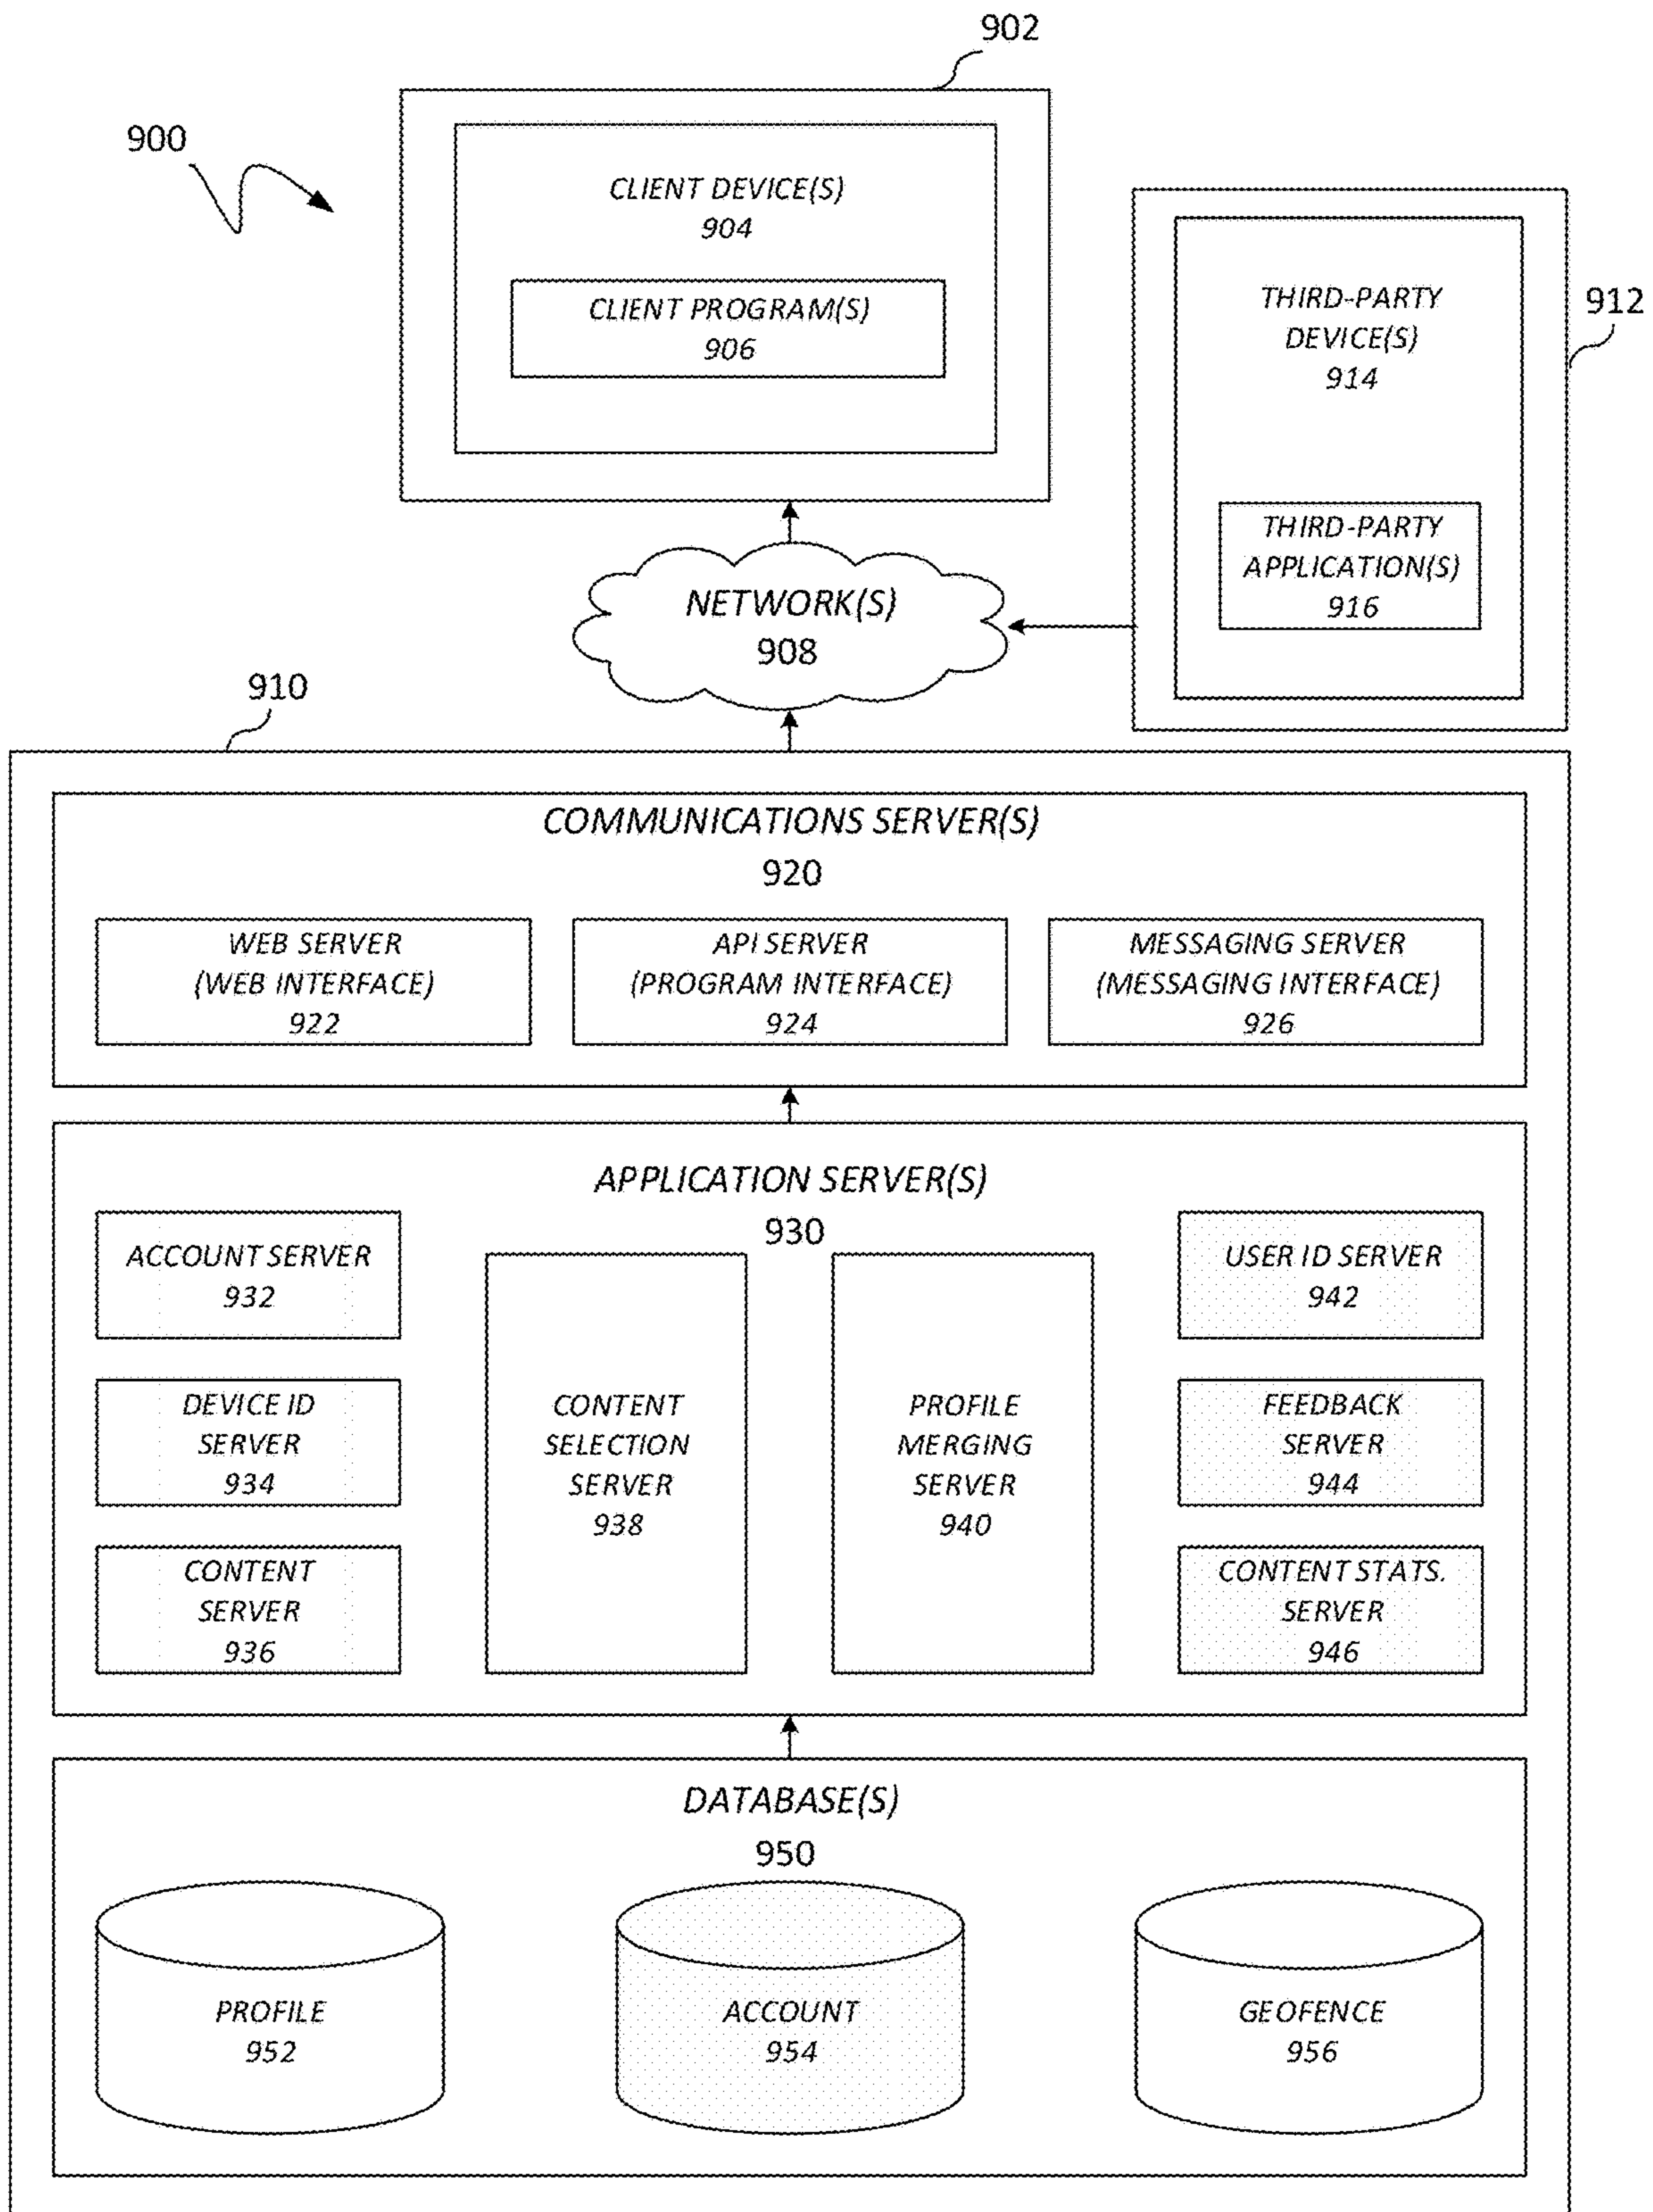 902
900
CLIENT DEVICE(S)
904
CLIENT PROGRAM(S)
906
912
THIRD-PARTY
DEVICE(S)
914
THIRD-PARTY
APPLICATION(S)
916
NETWORK(S)
908
910
COMMUNICATIONS SERVER(S)
920
WEB SERVER
(WEB INTERFACE)
922
API SERVER
(PROGRAM INTERFACE)
924
MESSAGING SERVER
(MESSAGING INTERFACE)
926
APPLICATION SERVER(S)
930
ACCOUNT SERVER
932
DEVICE ID
SERVER
934
CONTENT
SERVER
936
CONTENT
SELECTION
SERVER
938
PROFILE
MERGING
SERVER
940
USER ID SERVER
942
FEEDBACK
SERVER
944
CONTENT STATS.
SERVER
946
DATABASE(S)
950
PROFILE
952
ACCOUNT
954
GEOFENCE
956